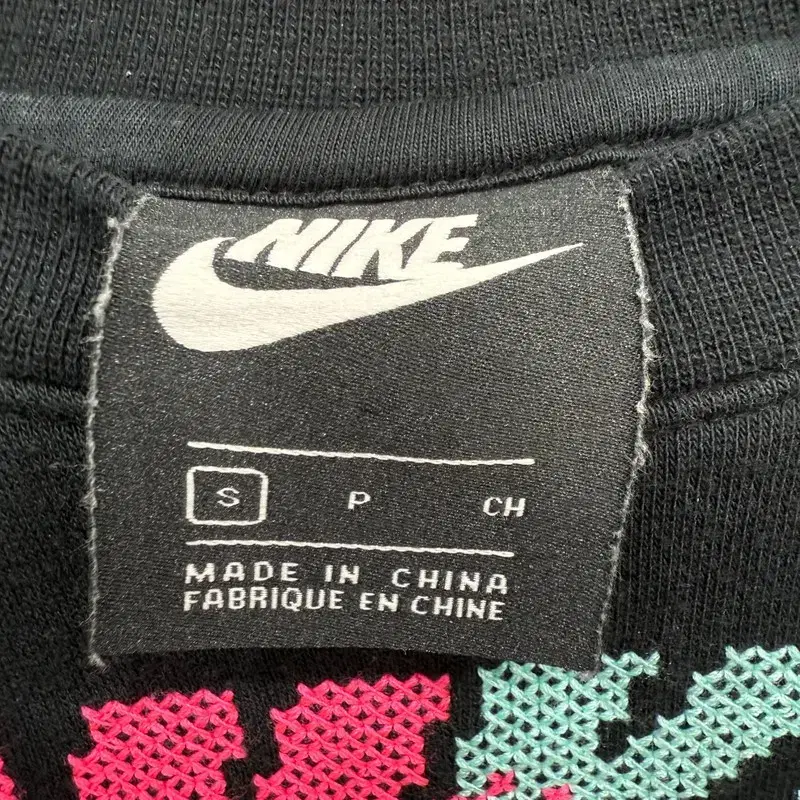 NIKE
S P CH
MADE IN CHINA
FABRIQUE EN CHINE